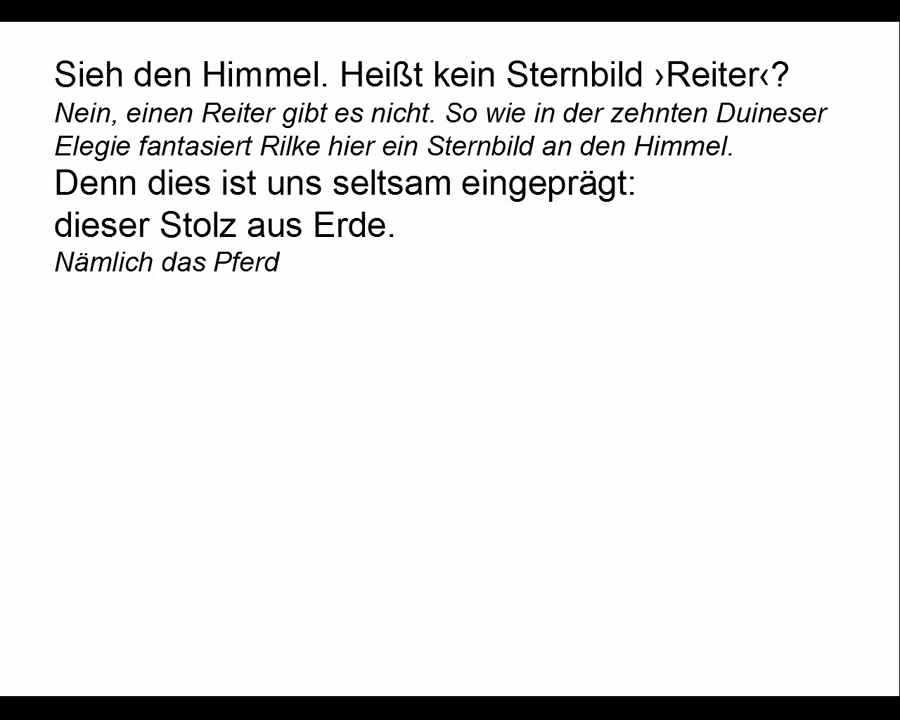 Sieh den Himmel. Heißt kein Sternbild ›Reiter‹?
Nein, einen Reiter gibt es nicht. So wie in der zehnten Duineser
Elegie fantasiert Rilke hier ein Sternbild an den Himmel.
Denn dies ist uns seltsam eingeprägt:
dieser Stolz aus Erde.
Nämlich das Pferd